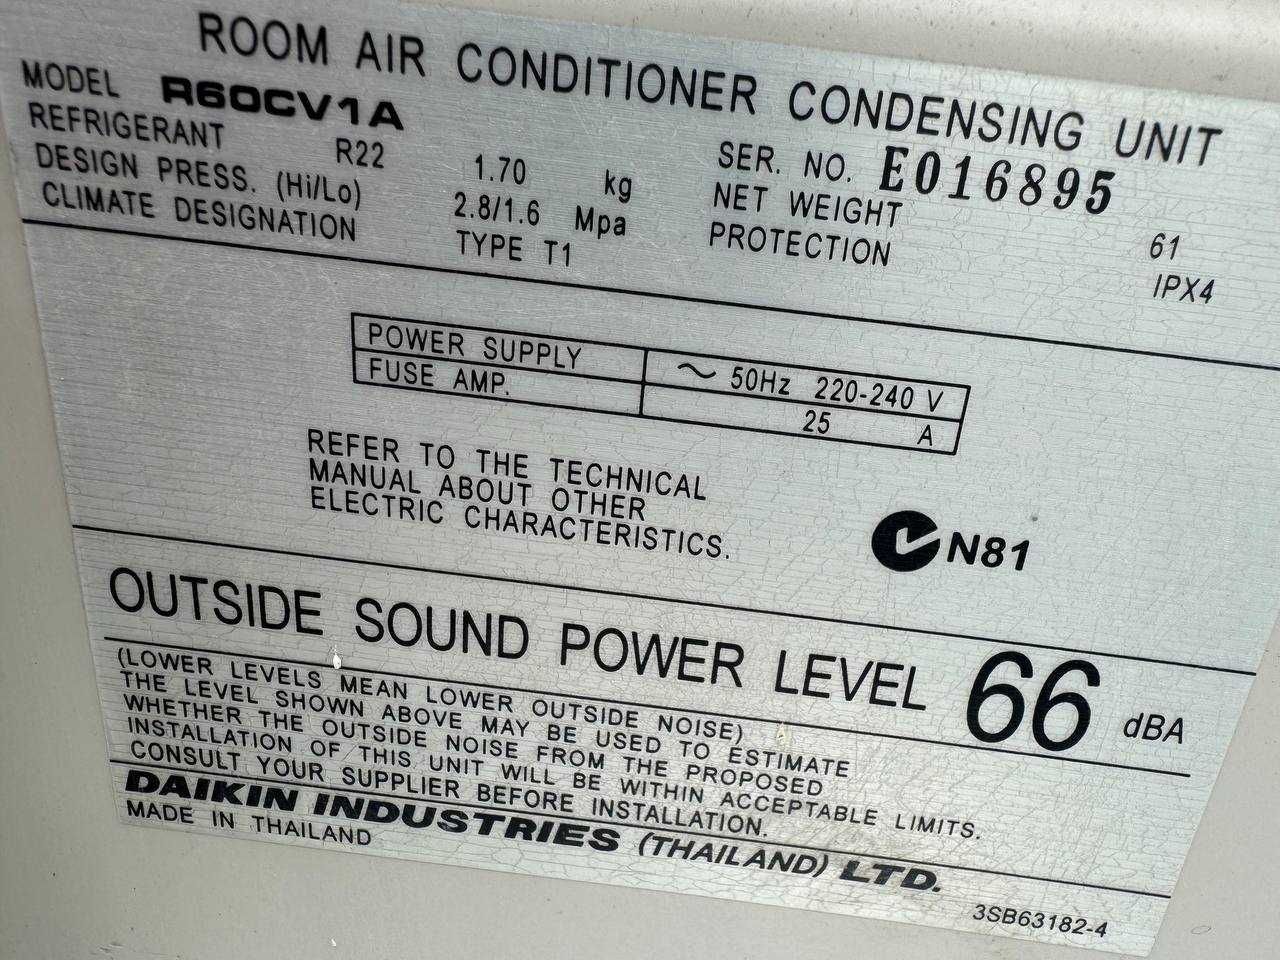 ROOM AIR CONDITIONER CONDENSING UNIT
MODEL R60CV1A SER. NO. E016895
REFRIGERANT R22 1.70 kg NET WEIGHT 61
DESIGN PRESS. (Hi/Lo) 2.8/1.6 Mpa PROTECTION IPX4
CLIMATE DESIGNATION TYPE T1
POWER SUPPLY ~ 50Hz 220-240 V
FUSE AMP. 25 A
REFER TO THE TECHNICAL
MANUAL ABOUT OTHER
ELECTRIC CHARACTERISTICS.
N81
OUTSIDE SOUND POWER LEVEL 66 dBA
(LOWER LEVELS MEAN LOWER OUTSIDE NOISE)
THE LEVEL SHOWN ABOVE MAY BE USED TO ESTIMATE
WHETHER THE OUTSIDE NOISE FROM THE PROPOSED
INSTALLATION OF THIS UNIT WILL BE WITHIN ACCEPTABLE LIMITS.
CONSULT YOUR SUPPLIER BEFORE INSTALLATION.
DAIKIN INDUSTRIES (THAILAND) LTD.
MADE IN THAILAND
3SB63182-4